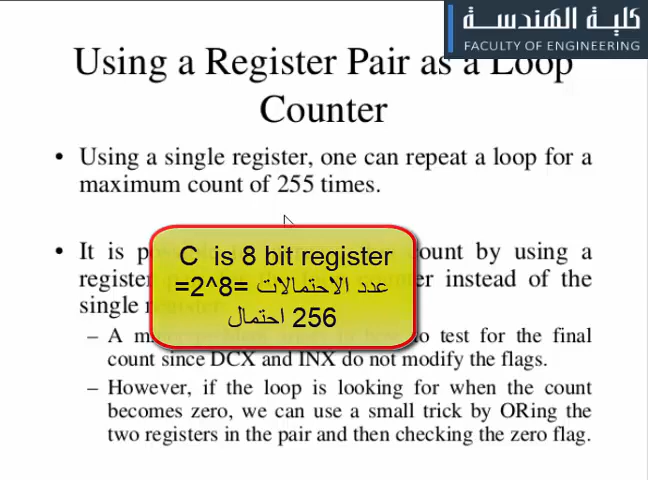 كلية الهندسة
FACULTY OF ENGINEERING
Using a Register Pair as a Loop
Counter
• Using a single register, one can repeat a loop for a
maximum count of 255 times.
• It is count by using a
register counter instead of the
single
C is 8 bit register
عدد الاحتمالات =8^2=
256 احتمال
– A to test for the final
count since DCX and INX do not modify the flags.
– However, if the loop is looking for when the count
becomes zero, we can use a small trick by ORing the
two registers in the pair and then checking the zero flag.